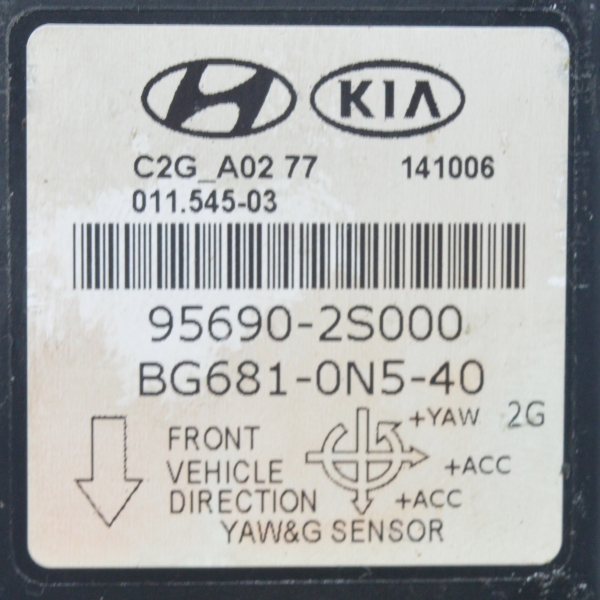 KIA
C2G_A02 77 141006
011.545-03
95690-2S000
BG681-0N5-40
+YAW 2G
FRONT
VEHICLE +ACC
DIRECTION +ACC
YAW&G SENSOR